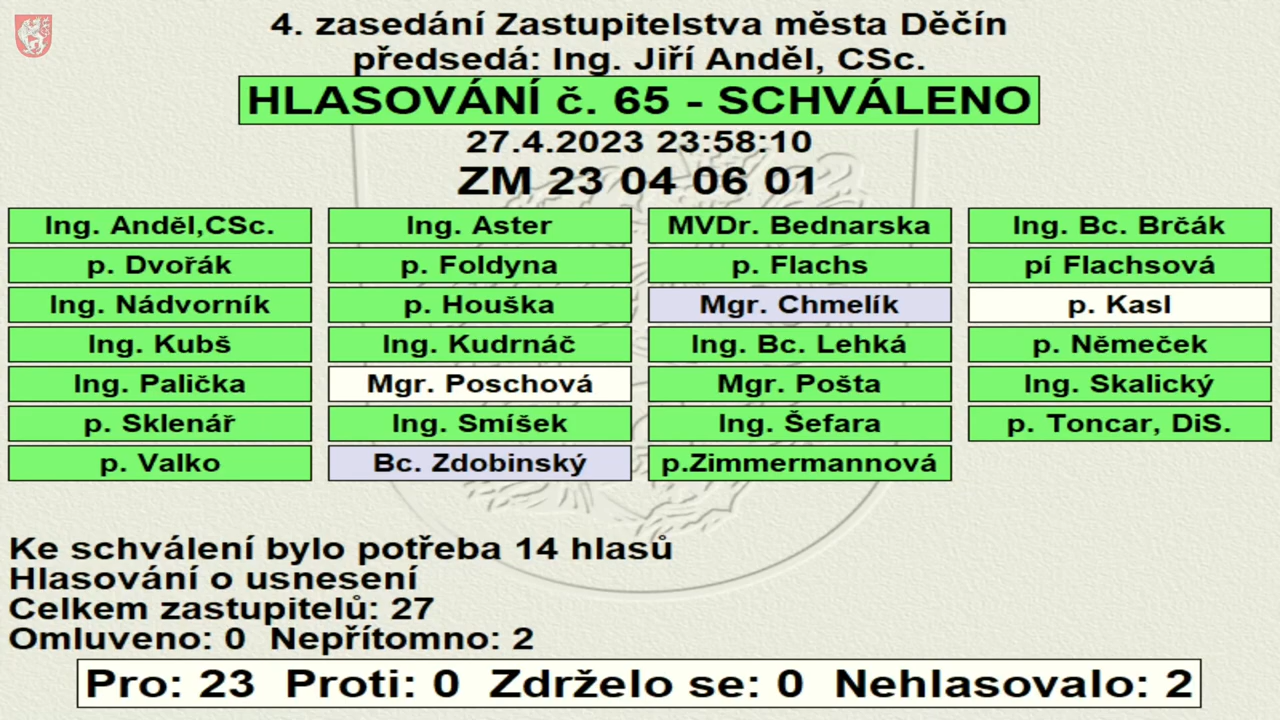 4. zasedání Zastupitelstva města Děčín
předsedá: Ing. Jiří Anděl, CSc.
HLASOVÁNÍ č. 65 - SCHVÁLENO
27.4.2023 23:58:10
ZM 23 04 06 01
Ing. Anděl,CSc. Ing. Aster MVDr. Bednarska Ing. Bc. Brčák
p. Dvořák p. Foldyna p. Flachs pí Flachsová
Ing. Nádvorník p. Houška Mgr. Chmelík p. Kasl
Ing. Kubš Ing. Kudrnáč Ing. Bc. Lehká p. Němeček
Ing. Palička Mgr. Poschová Mgr. Pošta Ing. Skalický
p. Sklenář Ing. Smíšek Ing. Šefara p. Toncar, DiS.
p. Valko Bc. Zdobinský p.Zimmermannová
Ke schválení bylo potřeba 14 hlasů
Hlasování o usnesení
Celkem zastupitelů: 27
Omluveno: 0 Nepřítomno: 2
Pro: 23 Proti: 0 Zdrželo se: 0 Nehlasovalo: 2